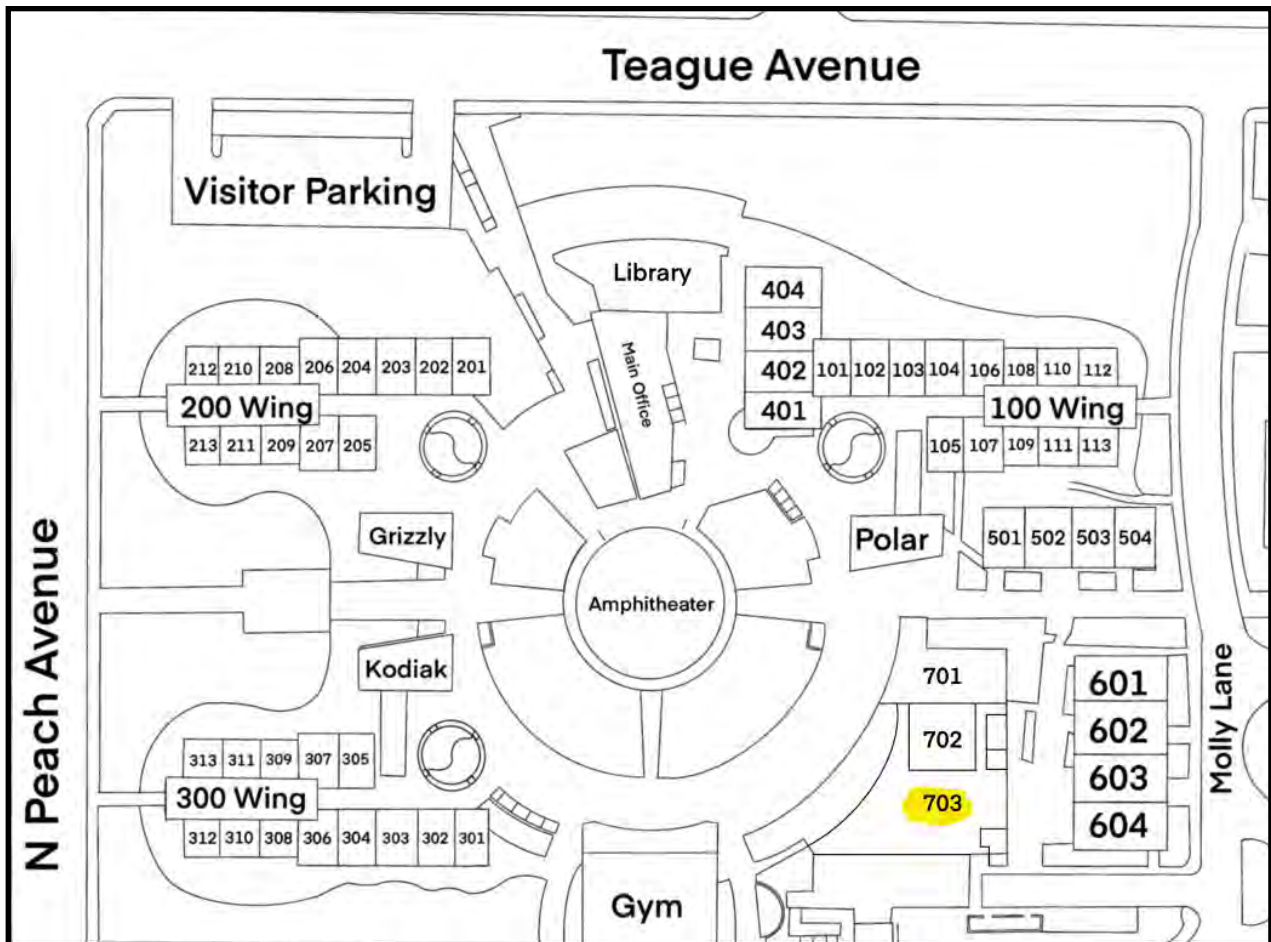 Teague Avenue
Visitor Parking
Library
404
403
402
401
Main Office
212 210 208 206 204 203 202 201
200 Wing
213 211 209 207 205
101 102 103 104 106 108 110 112
100 Wing
105 107 109 111 113
Grizzly
Polar
501 502 503 504
Amphitheater
Kodiak
701
702
703
601
602
603
604
N Peach Avenue
Molly Lane
313 311 309 307 305
300 Wing
312 310 308 306 304 303 302 301
Gym